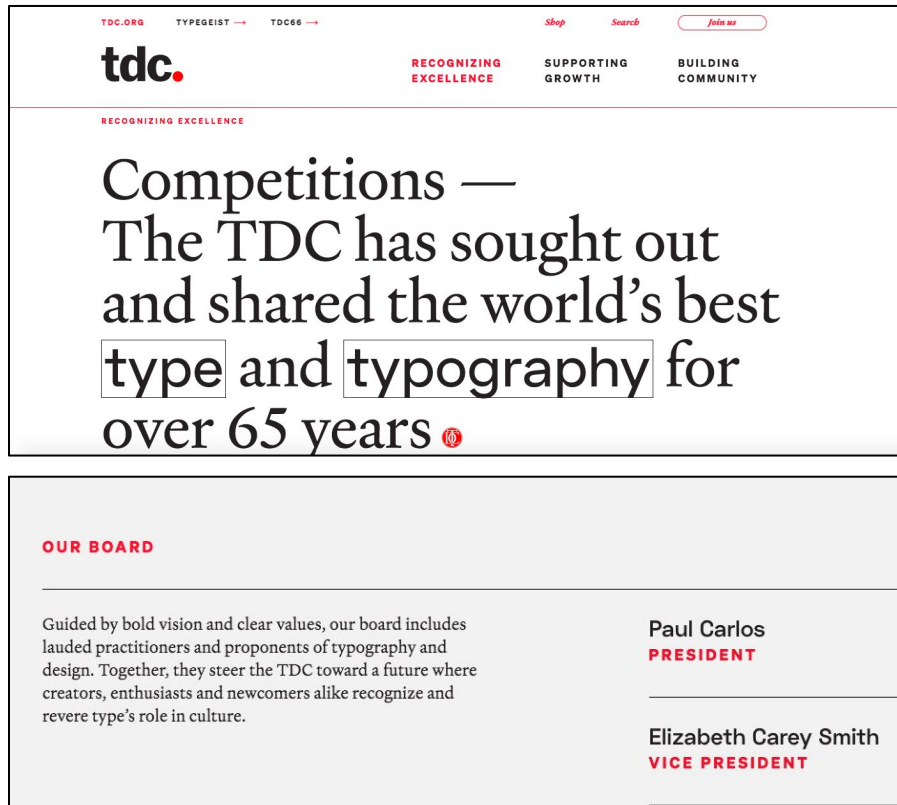 TDC.ORG TYPEGEIST → TDC66 → Shop Search Join us
tdc.
RECOGNIZING EXCELLENCE
SUPPORTING GROWTH
BUILDING COMMUNITY
RECOGNIZING EXCELLENCE
Competitions —
The TDC has sought out
and shared the world’s best
type and typography for
over 65 years
OUR BOARD
Guided by bold vision and clear values, our board includes
lauded practitioners and proponents of typography and
design. Together, they steer the TDC toward a future where
creators, enthusiasts and newcomers alike recognize and
revere type’s role in culture.
Paul Carlos
PRESIDENT
Elizabeth Carey Smith
VICE PRESIDENT